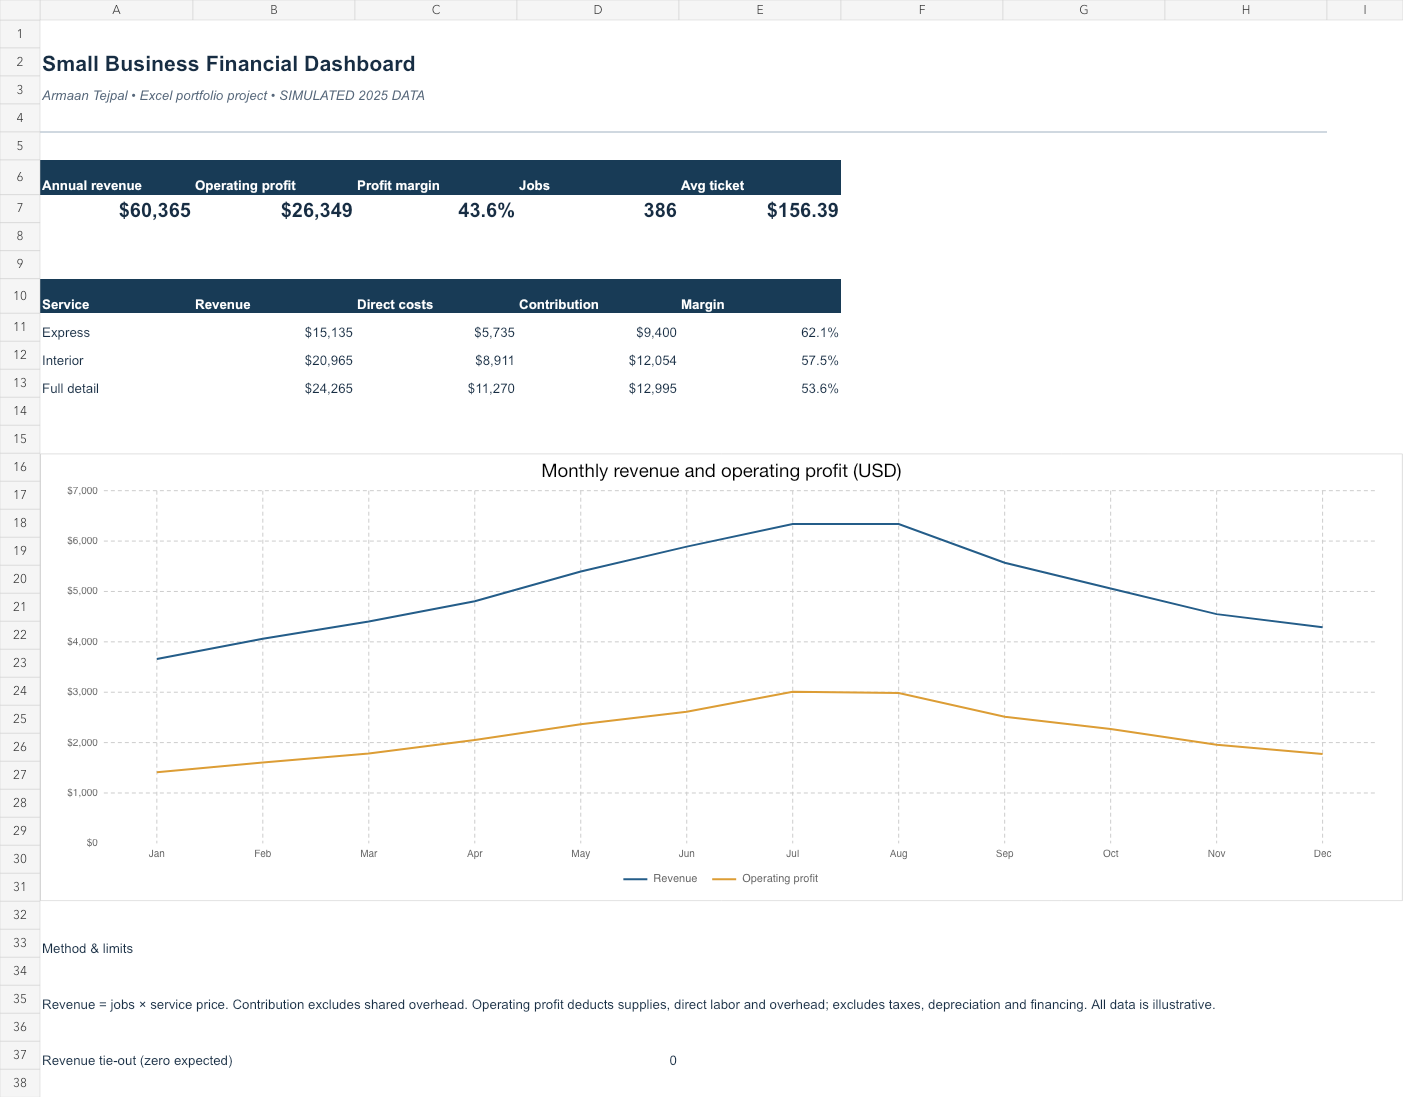 A B C D E F G H I
1
2 Small Business Financial Dashboard
3 Armaan Tejpal • Excel portfolio project • SIMULATED 2025 DATA
4
5
6 Annual revenue Operating profit Profit margin Jobs Avg ticket
7 $60,365 $26,349 43.6% 386 $156.39
8
9
10 Service Revenue Direct costs Contribution Margin
11 Express $15,135 $5,735 $9,400 62.1%
12 Interior $20,965 $8,911 $12,054 57.5%
13 Full detail $24,265 $11,270 $12,995 53.6%
14
15
16 Monthly revenue and operating profit (USD)
17 $7,000
18
19 $6,000
20
21 $5,000
22
23 $4,000
24 $3,000
25
26 $2,000
27
28 $1,000
29
30 $0
Jan Feb Mar Apr May Jun Jul Aug Sep Oct Nov Dec
31 Revenue Operating profit
32
33 Method & limits
34
35 Revenue = jobs × service price. Contribution excludes shared overhead. Operating profit deducts supplies, direct labor and overhead; excludes taxes, depreciation and financing. All data is illustrative.
36
37 Revenue tie-out (zero expected) 0
38